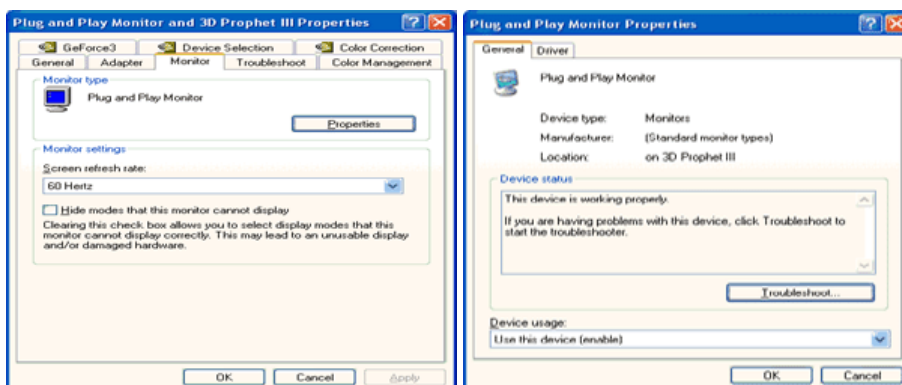 Plug and Play Monitor and 3D Prophet III Properties
GeForce3 Device Selection Color Correction
General Adapter Monitor Troubleshoot Color Management
Monitor type
Plug and Play Monitor
Properties
Monitor settings
Screen refresh rate:
60 Hertz
Hide modes that this monitor cannot display
Clearing this check box allows you to select display modes that this
monitor cannot display correctly. This may lead to an unusable display
and/or damaged hardware.
OK Cancel Apply
Plug and Play Monitor Properties
General Driver
Plug and Play Monitor
Device type: Monitors
Manufacturer: (Standard monitor types)
Location: on 3D Prophet III
Device status
This device is working properly.
If you are having problems with this device, click Troubleshoot to
start the troubleshooter.
Troubleshoot...
Device usage:
Use this device (enable)
OK Cancel